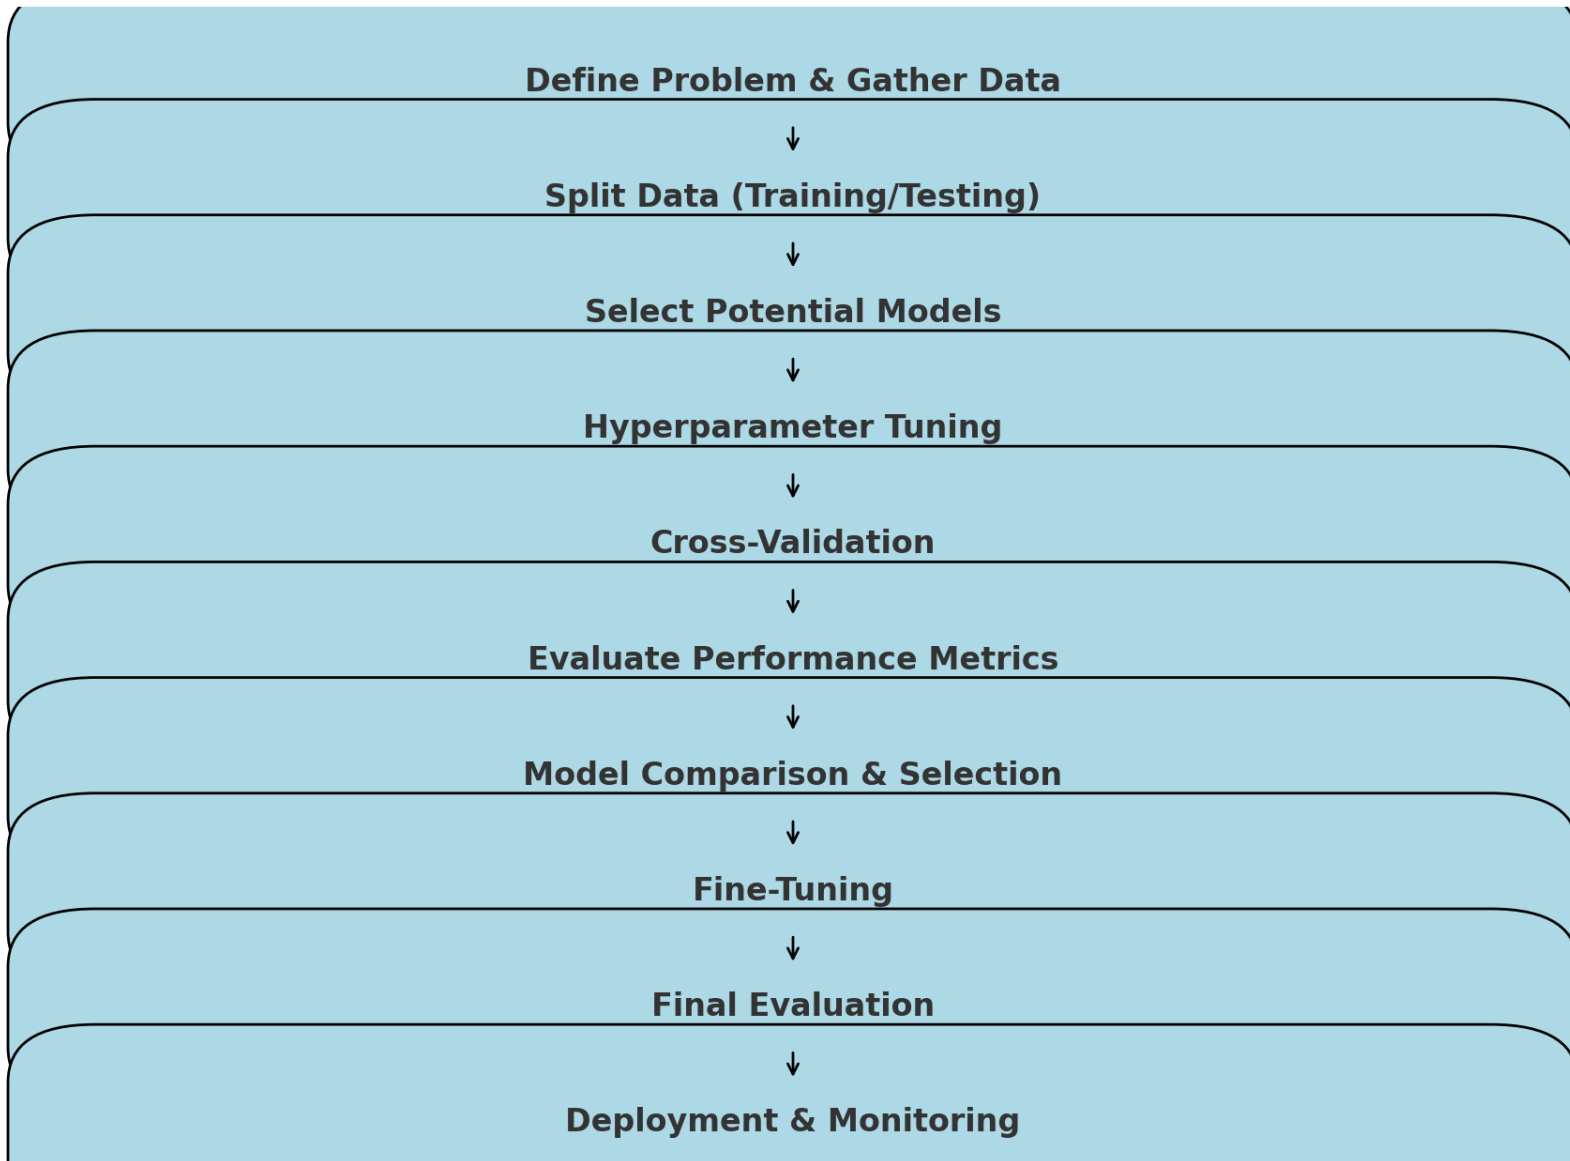 Define Problem & Gather Data
Split Data (Training/Testing)
Select Potential Models
Hyperparameter Tuning
Cross-Validation
Evaluate Performance Metrics
Model Comparison & Selection
Fine-Tuning
Final Evaluation
Deployment & Monitoring